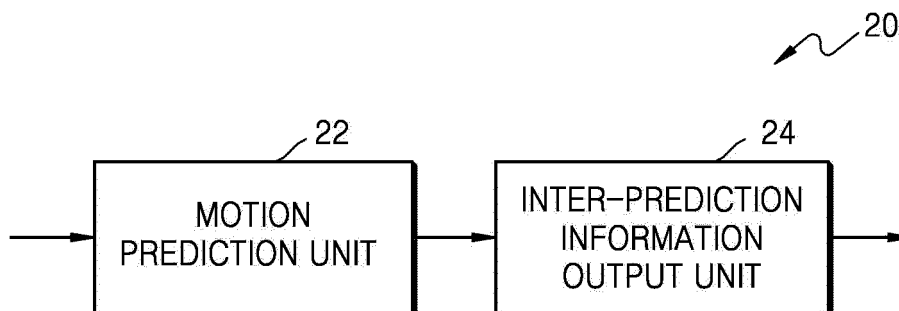 20
22
24
MOTION
PREDICTION UNIT
INTER-PREDICTION
INFORMATION
OUTPUT UNIT